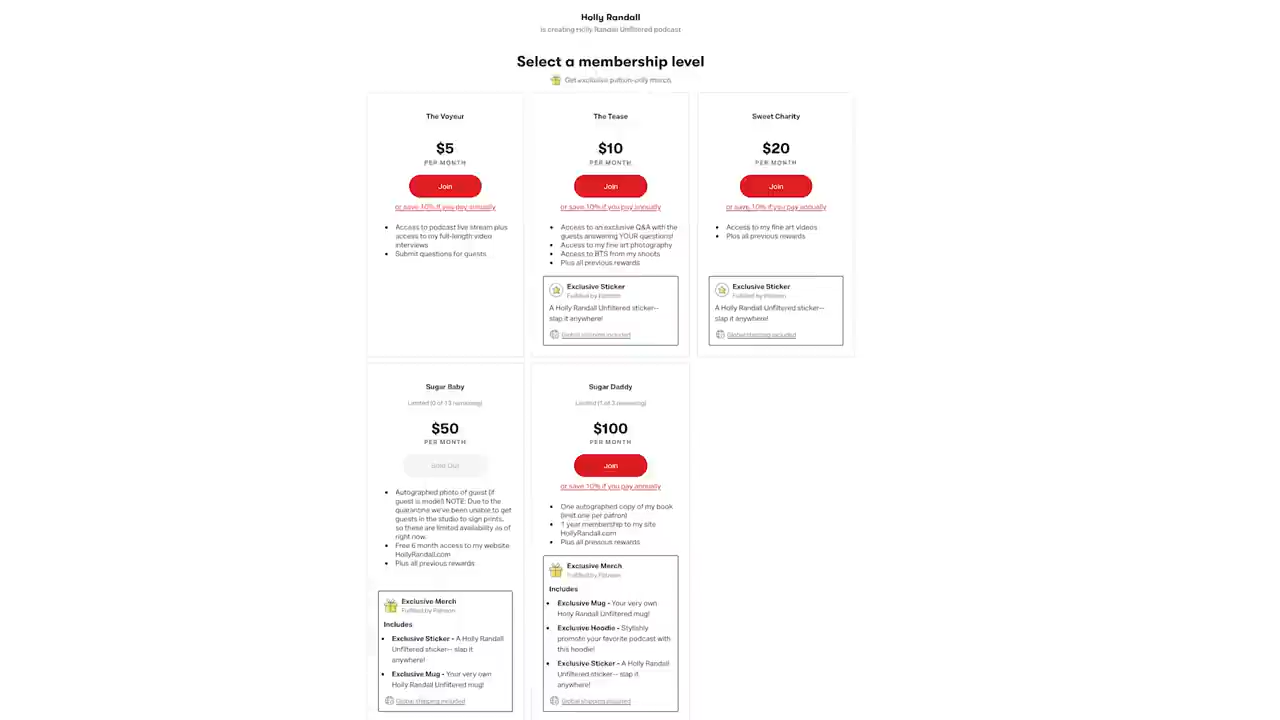 Holly Randall
is creating Holly Randall Unfiltered podcast
Select a membership level
Get exclusive patron-only merch
The Voyeur
$5
PER MONTH
Join
or save 10% if you pay annually
• Access to podcast live stream plus
access to my full-length video
interviews
• Submit questions for guests
The Tease
$10
PER MONTH
Join
or save 10% if you pay annually
• Access to an exclusive Q&A with the
guests answering YOUR questions!
• Access to my fine art photography
• Access to BTS from my shoots
• Plus all previous rewards
Exclusive Sticker
Fulfilled by Patreon
A Holly Randall Unfiltered sticker--
slap it anywhere!
Global shipping included
Sweet Charity
$20
PER MONTH
Join
or save 10% if you pay annually
• Access to my fine art videos
• Plus all previous rewards
Exclusive Sticker
Fulfilled by Patreon
A Holly Randall Unfiltered sticker--
slap it anywhere!
Global shipping included
Sugar Baby
Limited (0 of 13 remaining)
$50
PER MONTH
Sold Out
• Autographed photo of guest (if
guest is model) NOTE: Due to the
quarantine we've been unable to get
guests in the studio to sign prints,
so these are limited availability as of
right now.
• Free 6 month access to my website
HollyRandall.com
• Plus all previous rewards
Exclusive Merch
Fulfilled by Patreon
Includes
• Exclusive Sticker - A Holly Randall
Unfiltered sticker-- slap it
anywhere!
• Exclusive Mug - Your very own
Holly Randall Unfiltered mug!
Global shipping included
Sugar Daddy
Limited (1 of 3 remaining)
$100
PER MONTH
Join
or save 10% if you pay annually
• One autographed copy of my book
(limit one per patron)
• 1 year membership to my site
HollyRandall.com
• Plus all previous rewards
Exclusive Merch
Fulfilled by Patreon
Includes
• Exclusive Mug - Your very own
Holly Randall Unfiltered mug!
• Exclusive Hoodie - Stylishly
promote your favorite podcast with
this hoodie!
• Exclusive Sticker - A Holly Randall
Unfiltered sticker-- slap it
anywhere!
Global shipping included